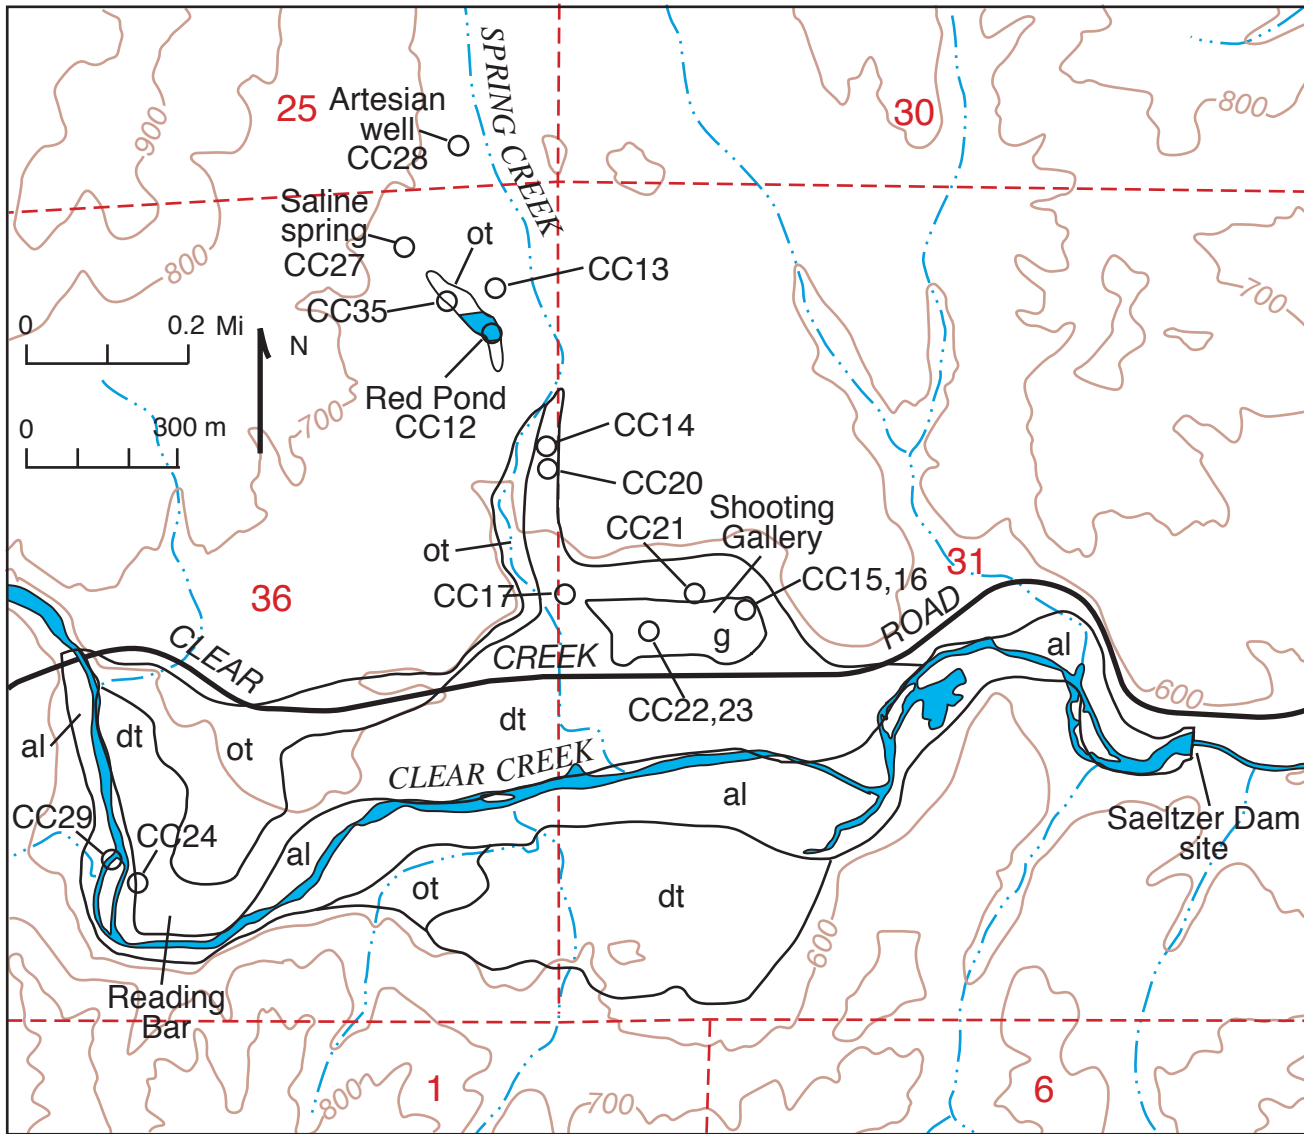 SPRING CREEK
25
Artesian
well
CC28
30
900
800
Saline
spring
CC27
ot
CC13
800
CC35
700
0
0.2 Mi
N
Red Pond
CC12
700
0
300 m
CC14
CC20
Shooting
Gallery
CC21
ot
CC17
CC15,16
31
36
g
CLEAR
CREEK
ROAD
al
600
CC22,23
al
dt
ot
dt
CLEAR CREEK
al
CC29
CC24
al
Saeltzer Dam
site
ot
dt
600
Reading
Bar
800
1
700
6